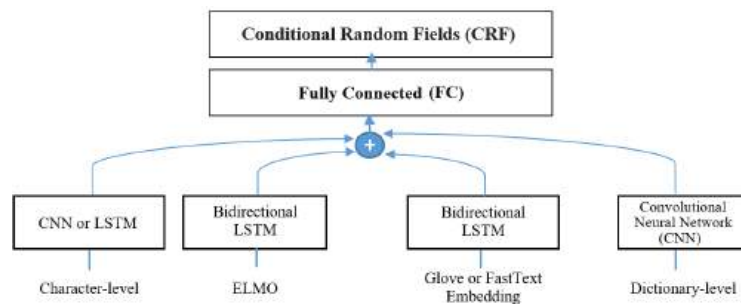 Conditional Random Fields (CRF)
Fully Connected (FC)
+
CNN or LSTM
Bidirectional
LSTM
Bidirectional
LSTM
Convolutional
Neural Network
(CNN)
Character-level
ELMO
Glove or FastText
Embedding
Dictionary-level